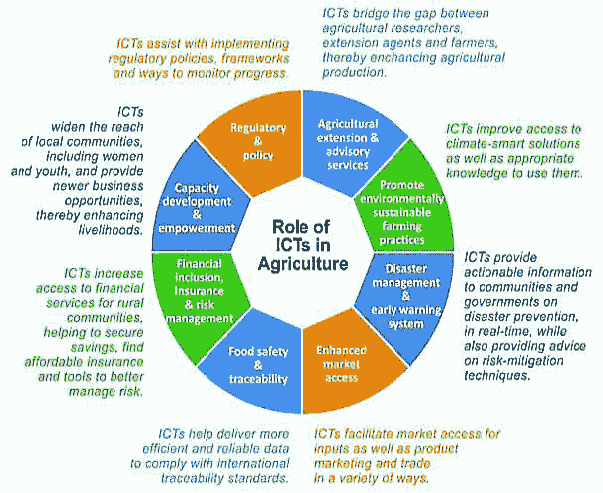 ICTs assist with implementing
regulatory policies, frameworks
and ways to monitor progress.
ICTs bridge the gap between
agricultural researchers,
extension agents and farmers,
thereby enchancing agricultural
production.
ICTs
widen the reach
of local communities,
including women
and youth, and provide
newer business
opportunities,
thereby enhancing
livelihoods.
Regulatory
&
policy
Agricultural
extension &
advisory
services
ICTs improve access to
climate-smart solutions
as well as appropriate
knowledge to use them.
Capacity
development
&
empowerment
Promote
environmentally
sustainable
farming
practices
Role of
ICTs in
Agriculture
ICTs increase
access to financial
services for rural
communities,
helping to secure
savings, find
affordable insurance
and tools to better
manage risk.
Financial
inclusion,
insurance
& risk
management
Disaster
management
&
early warning
system
ICTs provide
actionable information
to communities and
governments on
disaster prevention,
in real-time, while
also providing advice
on risk-mitigation
techniques.
Food safety
&
traceability
Enhanced
market
access
ICTs help deliver more
efficient and reliable data
to comply with international
traceability standards.
ICTs facilitate market access for
inputs as well as product
marketing and trade
in a variety of ways.